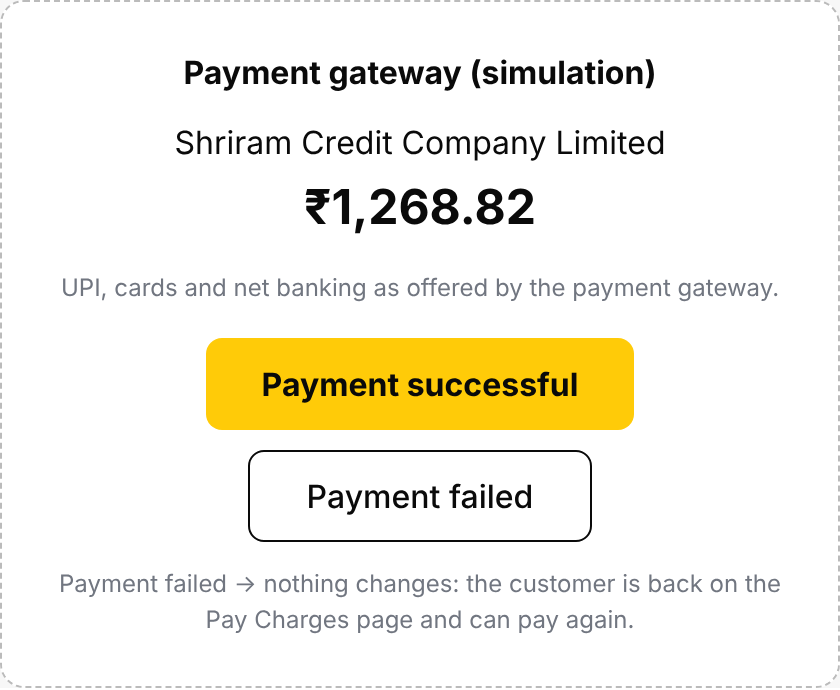 Payment gateway (simulation)
Shriram Credit Company Limited
₹1,268.82
UPI, cards and net banking as offered by the payment gateway.
Payment successful
Payment failed
Payment failed → nothing changes: the customer is back on the
Pay Charges page and can pay again.